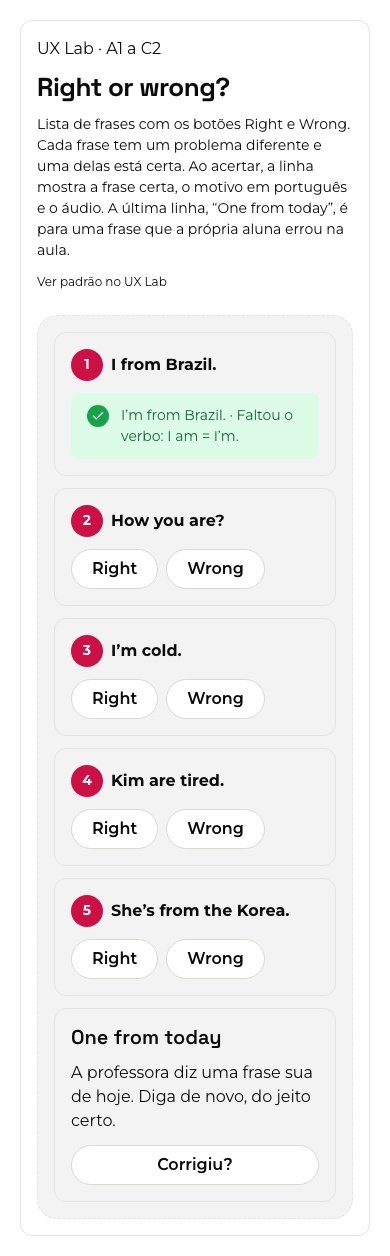 UX Lab · A1 a C2
Right or wrong?
Lista de frases com os botões Right e Wrong.
Cada frase tem um problema diferente e
uma delas está certa. Ao acertar, a linha
mostra a frase certa, o motivo em português
e o áudio. A última linha, “One from today”, é
para uma frase que a própria aluna errou na
aula.
Ver padrão no UX Lab
1 I from Brazil.
I’m from Brazil. · Faltou o
verbo: I am = I’m.
2 How you are?
Right Wrong
3 I’m cold.
Right Wrong
4 Kim are tired.
Right Wrong
5 She’s from the Korea.
Right Wrong
One from today
A professora diz uma frase sua
de hoje. Diga de novo, do jeito
certo.
Corrigiu?